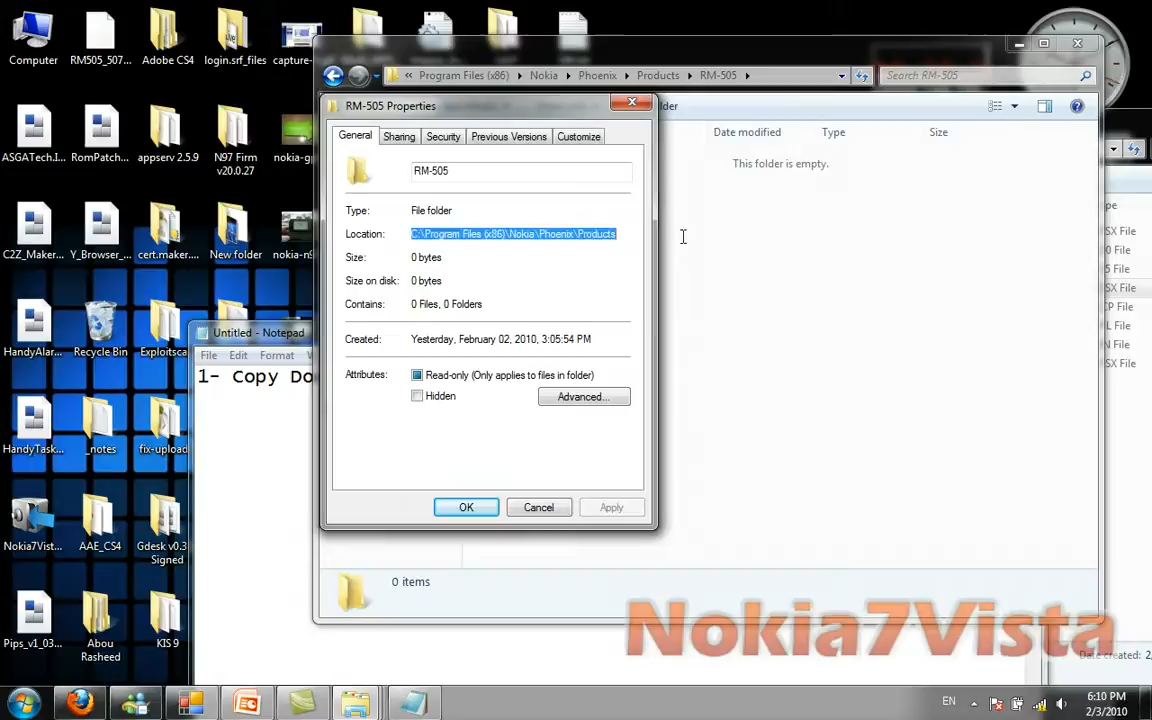 Computer
RM505_507...
Adobe CS4
login.srf_files
capture-
ASGATech.I...
RomPatch...
appserv 2.5.9
N97 Firm
v20.0.27
nokia-gp
C2Z_Maker...
Y_Browser_...
cert.maker....
New folder
nokia-n9
HandyAlar...
Recycle Bin
Exploitsca
HandyTask...
_notes
fix-upload
Nokia7Vist...
AAE_CS4
Gdesk v0.3
Signed
Pips_v1_03...
Abou
Rasheed
KIS 9
« Program Files (x86) Nokia Phoenix Products RM-505
Search RM-505
lder
Date modified
Type
Size
This folder is empty.
RM-505 Properties
General
Sharing
Security
Previous Versions
Customize
RM-505
Type: File folder
Location: C:\Program Files (x86)\Nokia\Phoenix\Products
Size: 0 bytes
Size on disk: 0 bytes
Contains: 0 Files, 0 Folders
Created: Yesterday, February 02, 2010, 3:05:54 PM
Attributes: Read-only (Only applies to files in folder)
Hidden
Advanced...
OK
Cancel
Apply
Untitled - Notepad
File Edit Format
1- Copy Do
0 items
ype
SX File
0 File
5 File
SX File
CP File
L File
N File
SX File
Date created: 2,
Nokia7Vista
EN
6:10 PM
2/3/2010